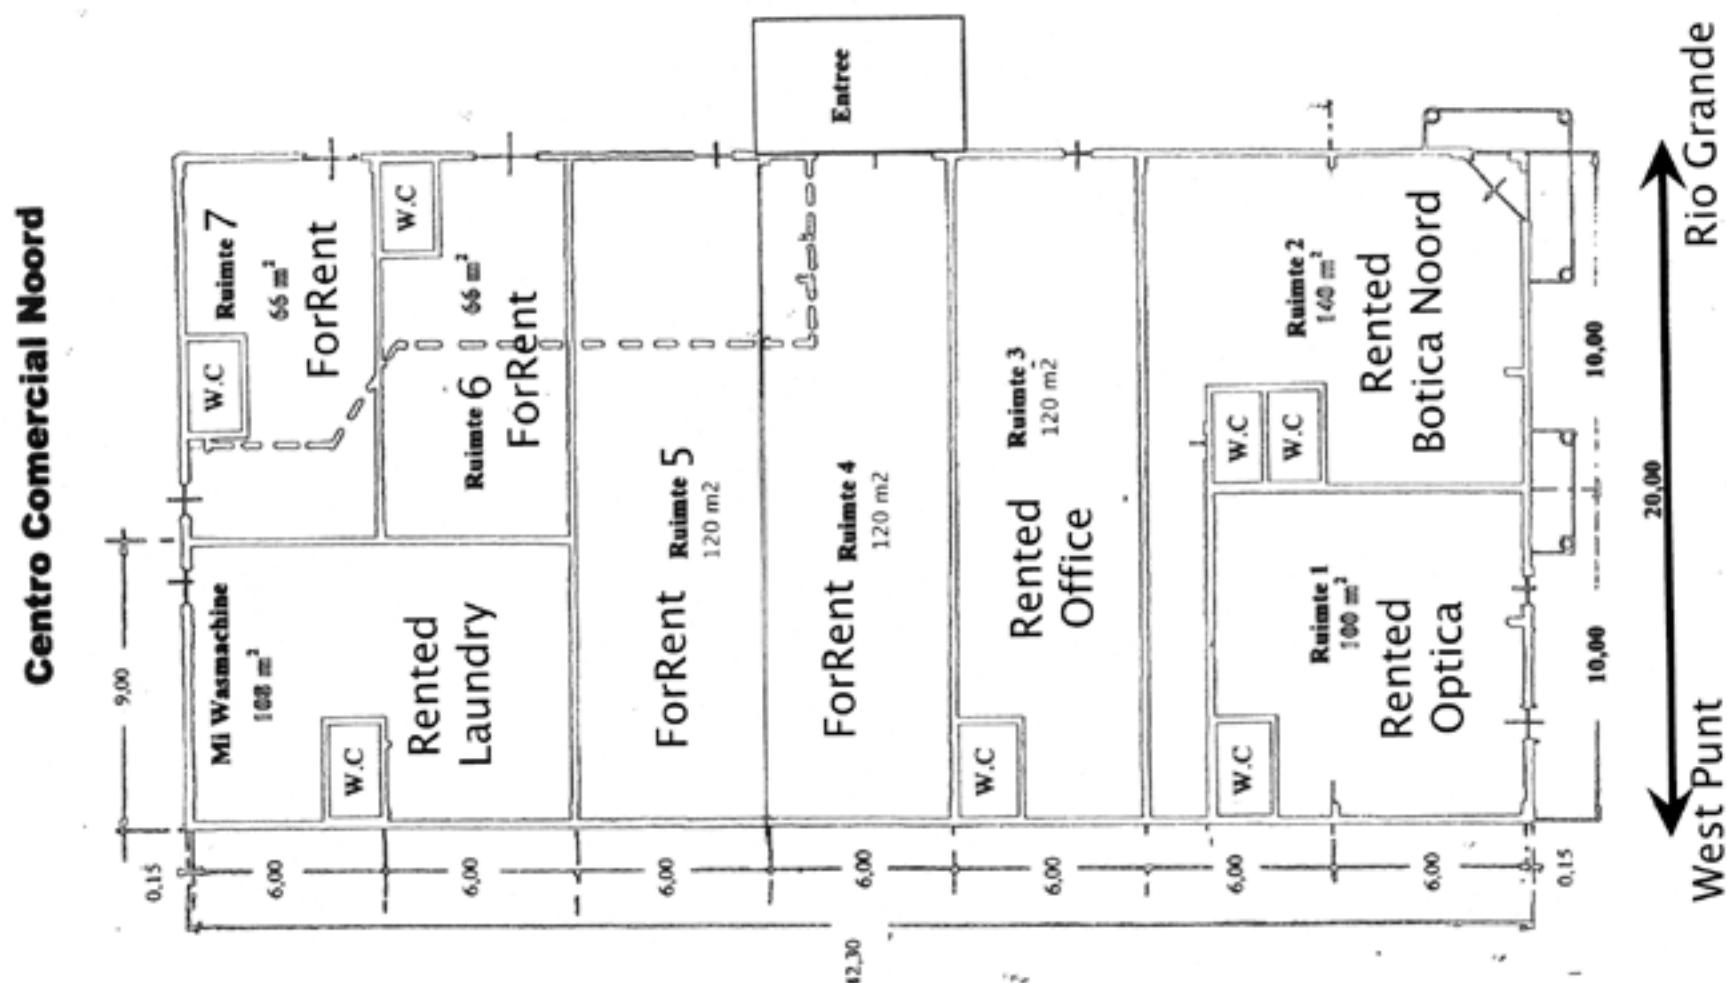 Centro Comercial Noord
Entree
Ruimte 7
66 m²
ForRent
W.C
W.C
Ruimte 6
66 m²
ForRent
Mi Wasmachine
108 m²
Rented
Laundry
W.C
Ruimte 5
120 m2
ForRent
Ruimte 4
120 m2
ForRent
Ruimte 3
120 m2
Rented
Office
W.C
Ruimte 2
140 m²
Rented
Botica Noord
W.C
W.C
Ruimte 1
100 m²
Rented
Optica
W.C
9,00
0,15
6,00
6,00
6,00
6,00
6,00
6,00
6,00
0,15
42,30
10,00
10,00
20,00
West Punt
Rio Grande